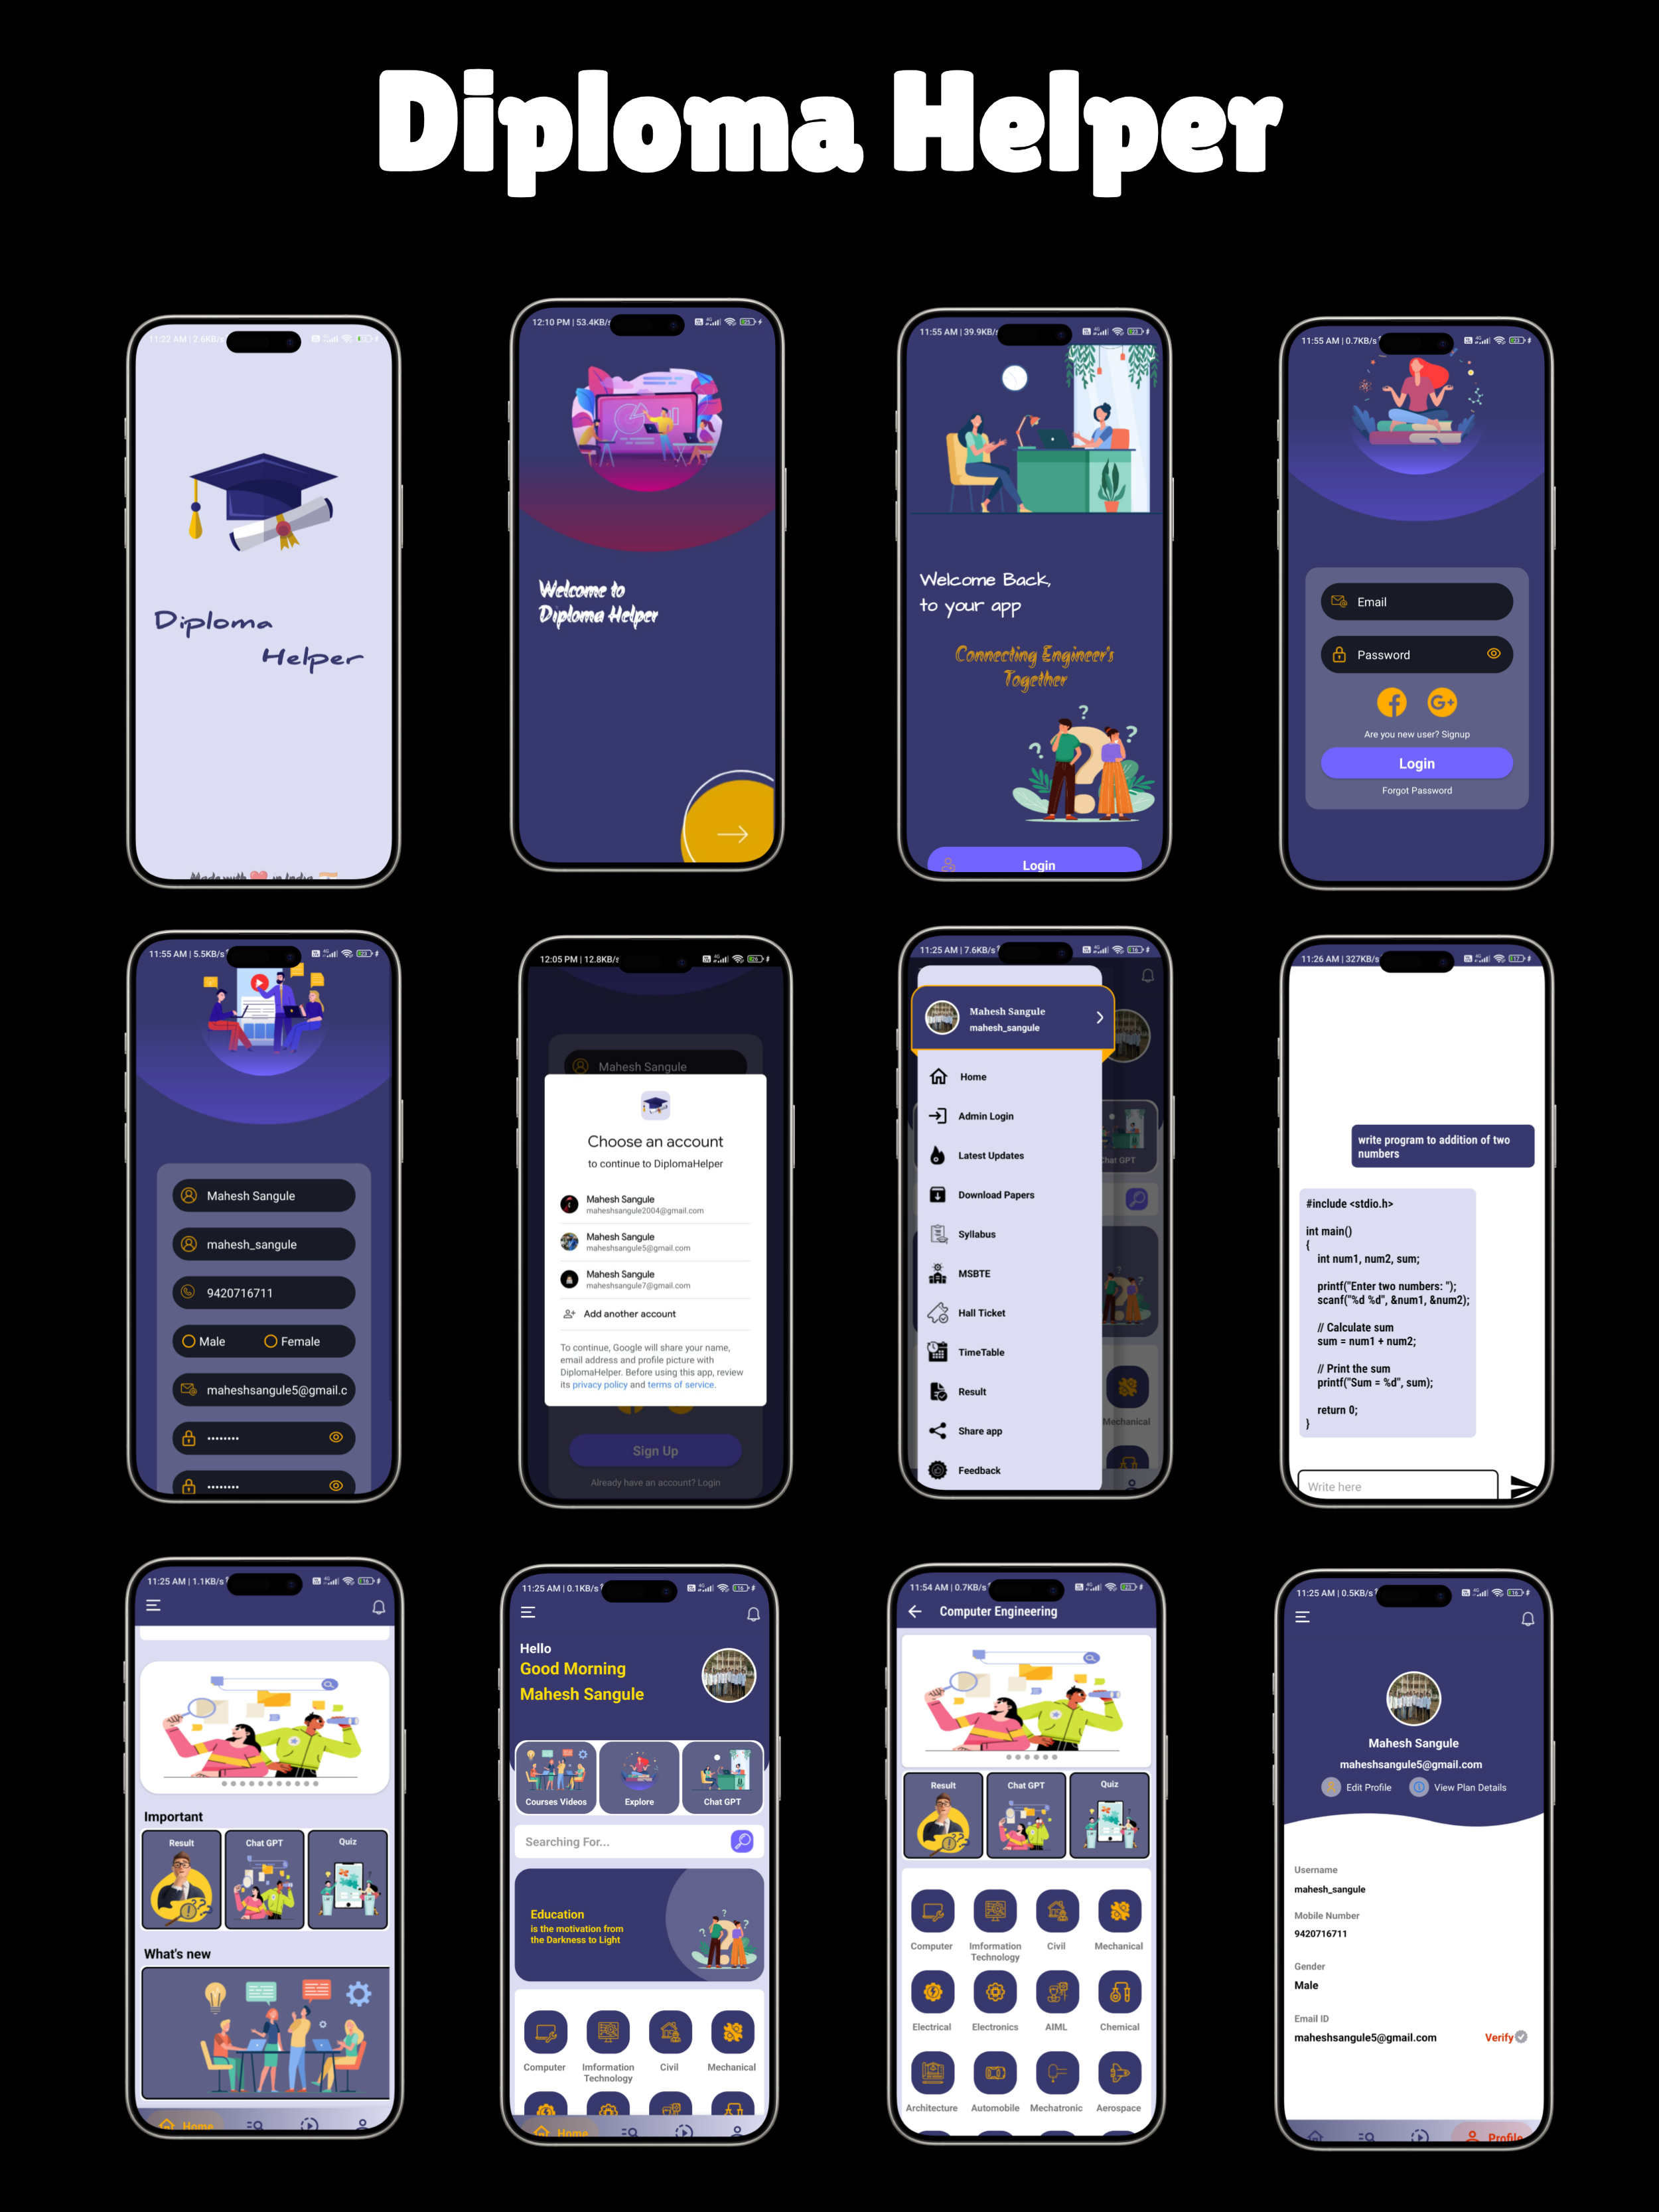 Diploma Helper
11:22 AM | 2.6KB/s
Diploma
Helper
Made with ❤️ in India
12:10 PM | 53.4KB/s
Welcome to
Diploma Helper
11:55 AM | 39.9KB/s
Welcome Back,
to your app
Connecting Engineer's
Together
Login
11:55 AM | 0.7KB/s
Email
Password
Are you new user? Signup
Login
Forgot Password
11:55 AM | 5.5KB/s
Mahesh Sangule
mahesh_sangule
9420716711
Male Female
maheshsangule5@gmail.c
12:05 PM | 12.8KB/s
Mahesh Sangule
Choose an account
to continue to DiplomaHelper
Mahesh Sangule
maheshsangule2004@gmail.com
Mahesh Sangule
maheshsangule5@gmail.com
Mahesh Sangule
maheshsangule7@gmail.com
Add another account
To continue, Google will share your name,
email address and profile picture with
DiplomaHelper. Before using this app, review
its privacy policy and terms of service.
Sign Up
Already have an account? Login
11:25 AM | 7.6KB/s
Mahesh Sangule
mahesh_sangule
Home
Admin Login
Latest Updates
Download Papers
Syllabus
MSBTE
Hall Ticket
TimeTable
Result
Share app
Feedback
Chat GPT
Mechanical
11:26 AM | 327KB/s
write program to addition of two
numbers
#include <stdio.h>
int main()
{
int num1, num2, sum;
printf("Enter two numbers: ");
scanf("%d %d", &num1, &num2);
// Calculate sum
sum = num1 + num2;
// Print the sum
printf("Sum = %d", sum);
return 0;
}
Write here
11:25 AM | 1.1KB/s
Important
Result Chat GPT Quiz
What's new
Home
11:25 AM | 0.1KB/s
Hello
Good Morning
Mahesh Sangule
Courses Videos Explore Chat GPT
Searching For...
Education
is the motivation from
the Darkness to Light
Computer Imformation Civil Mechanical
Technology
Home
11:54 AM | 0.7KB/s
Computer Engineering
Result Chat GPT Quiz
Computer Imformation Civil Mechanical
Technology
Electrical Electronics AIML Chemical
Architecture Automobile Mechatronic Aerospace
11:25 AM | 0.5KB/s
Mahesh Sangule
maheshsangule5@gmail.com
Edit Profile View Plan Details
Username
mahesh_sangule
Mobile Number
9420716711
Gender
Male
Email ID
maheshsangule5@gmail.com Verify
Profile